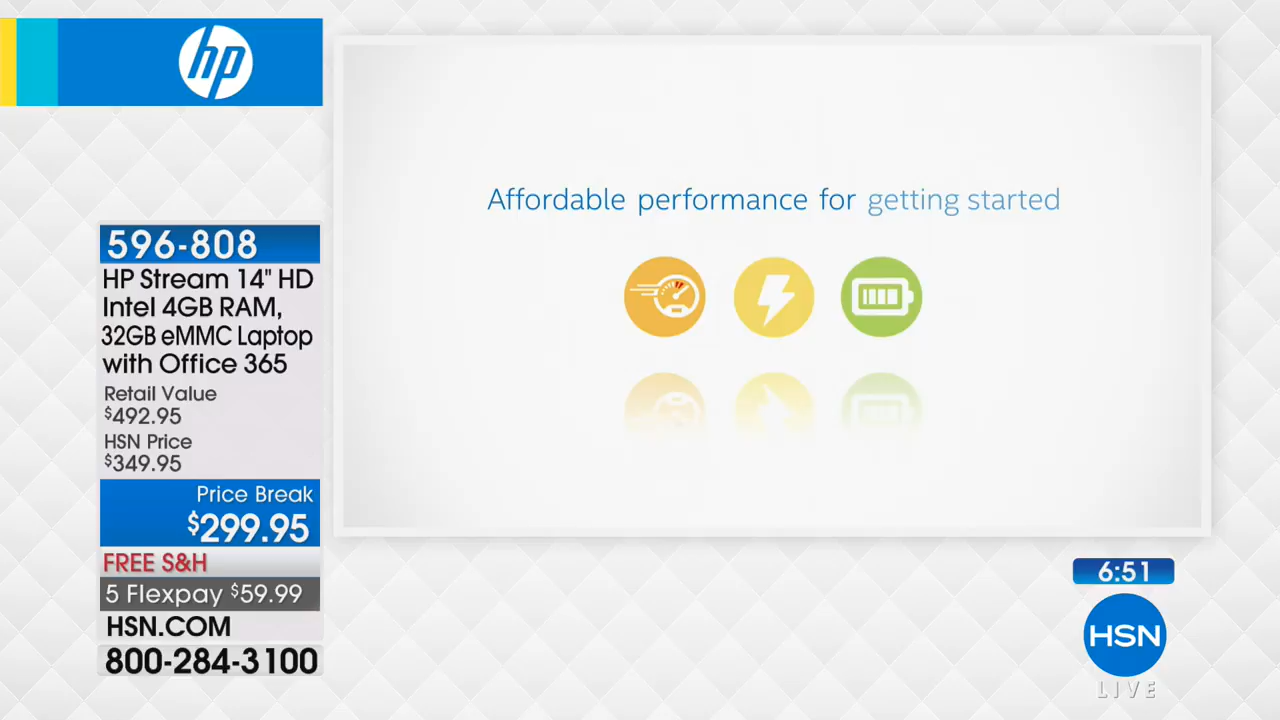 hp
Affordable performance for getting started
596-808
HP Stream 14" HD
Intel 4GB RAM,
32GB eMMC Laptop
with Office 365
Retail Value
$492.95
HSN Price
$349.95
Price Break
$299.95
FREE S&H
5 Flexpay $59.99
HSN.COM
800-284-3100
6:51
HSN
LIVE